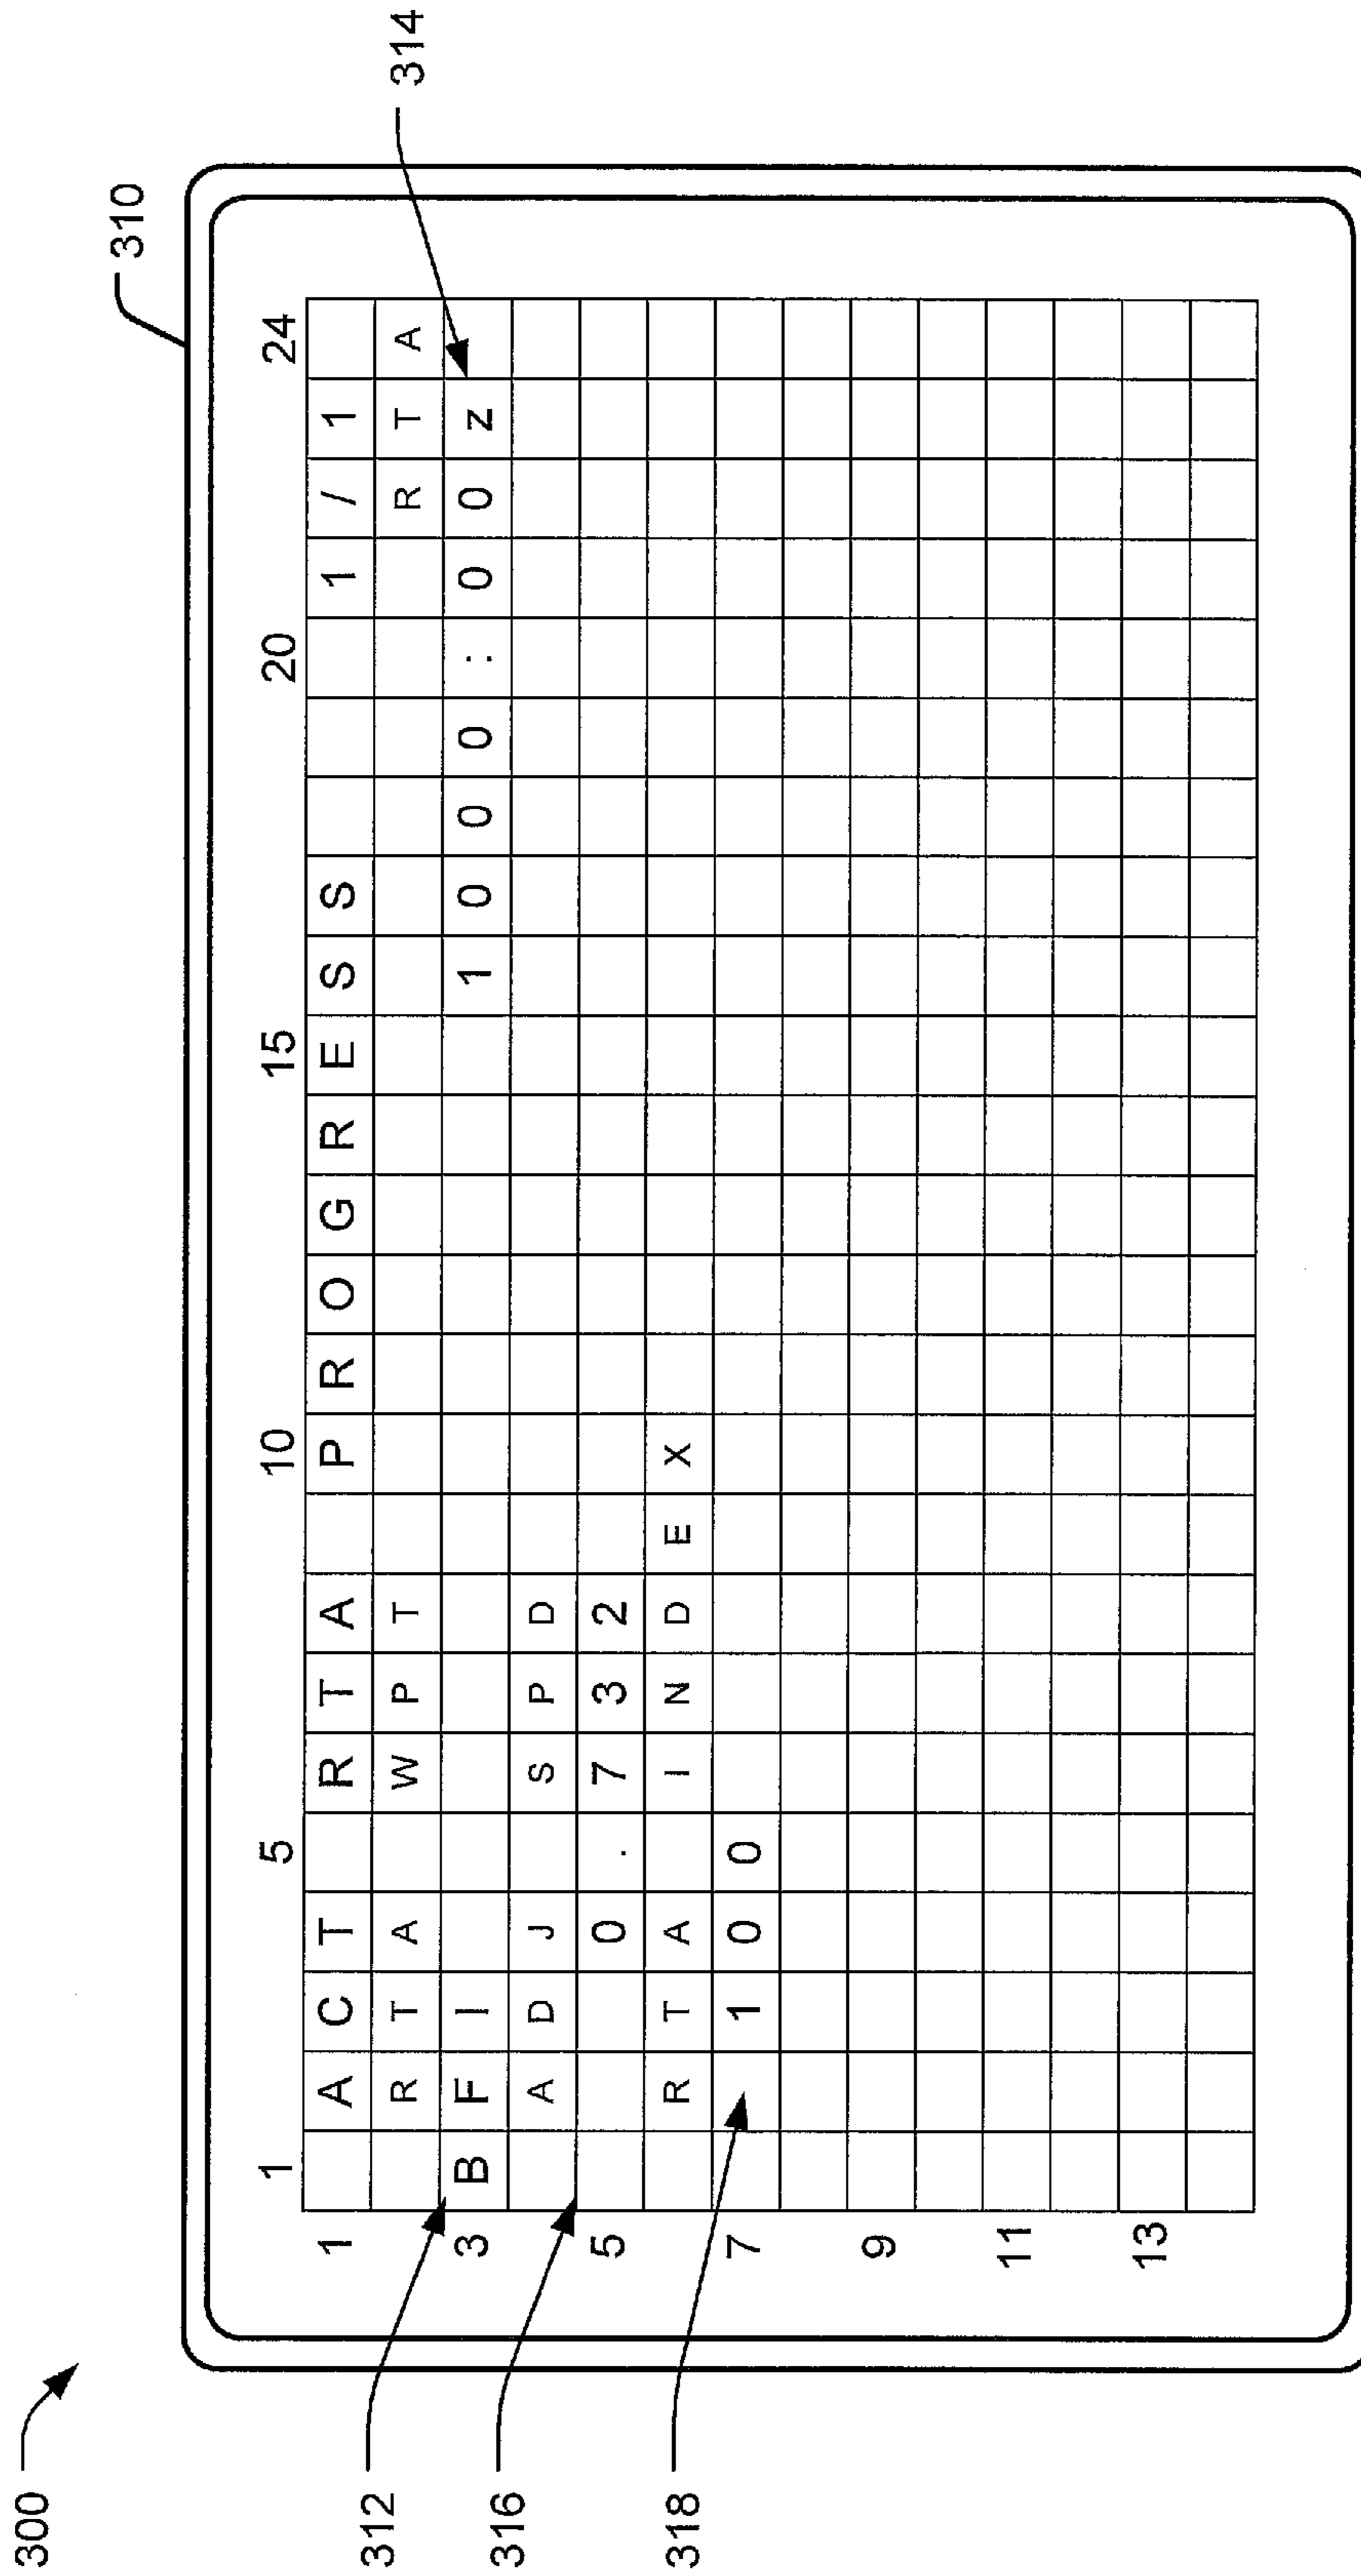 300
310
1 5 10 15 20 24
1 ACT RTA PROGRESS 1/1
RTA WPT RTA
312
3 BFI 1000:00z 314
ADJ SPD
316
5 0.732
RTA INDEX
318
7 100
9
11
13